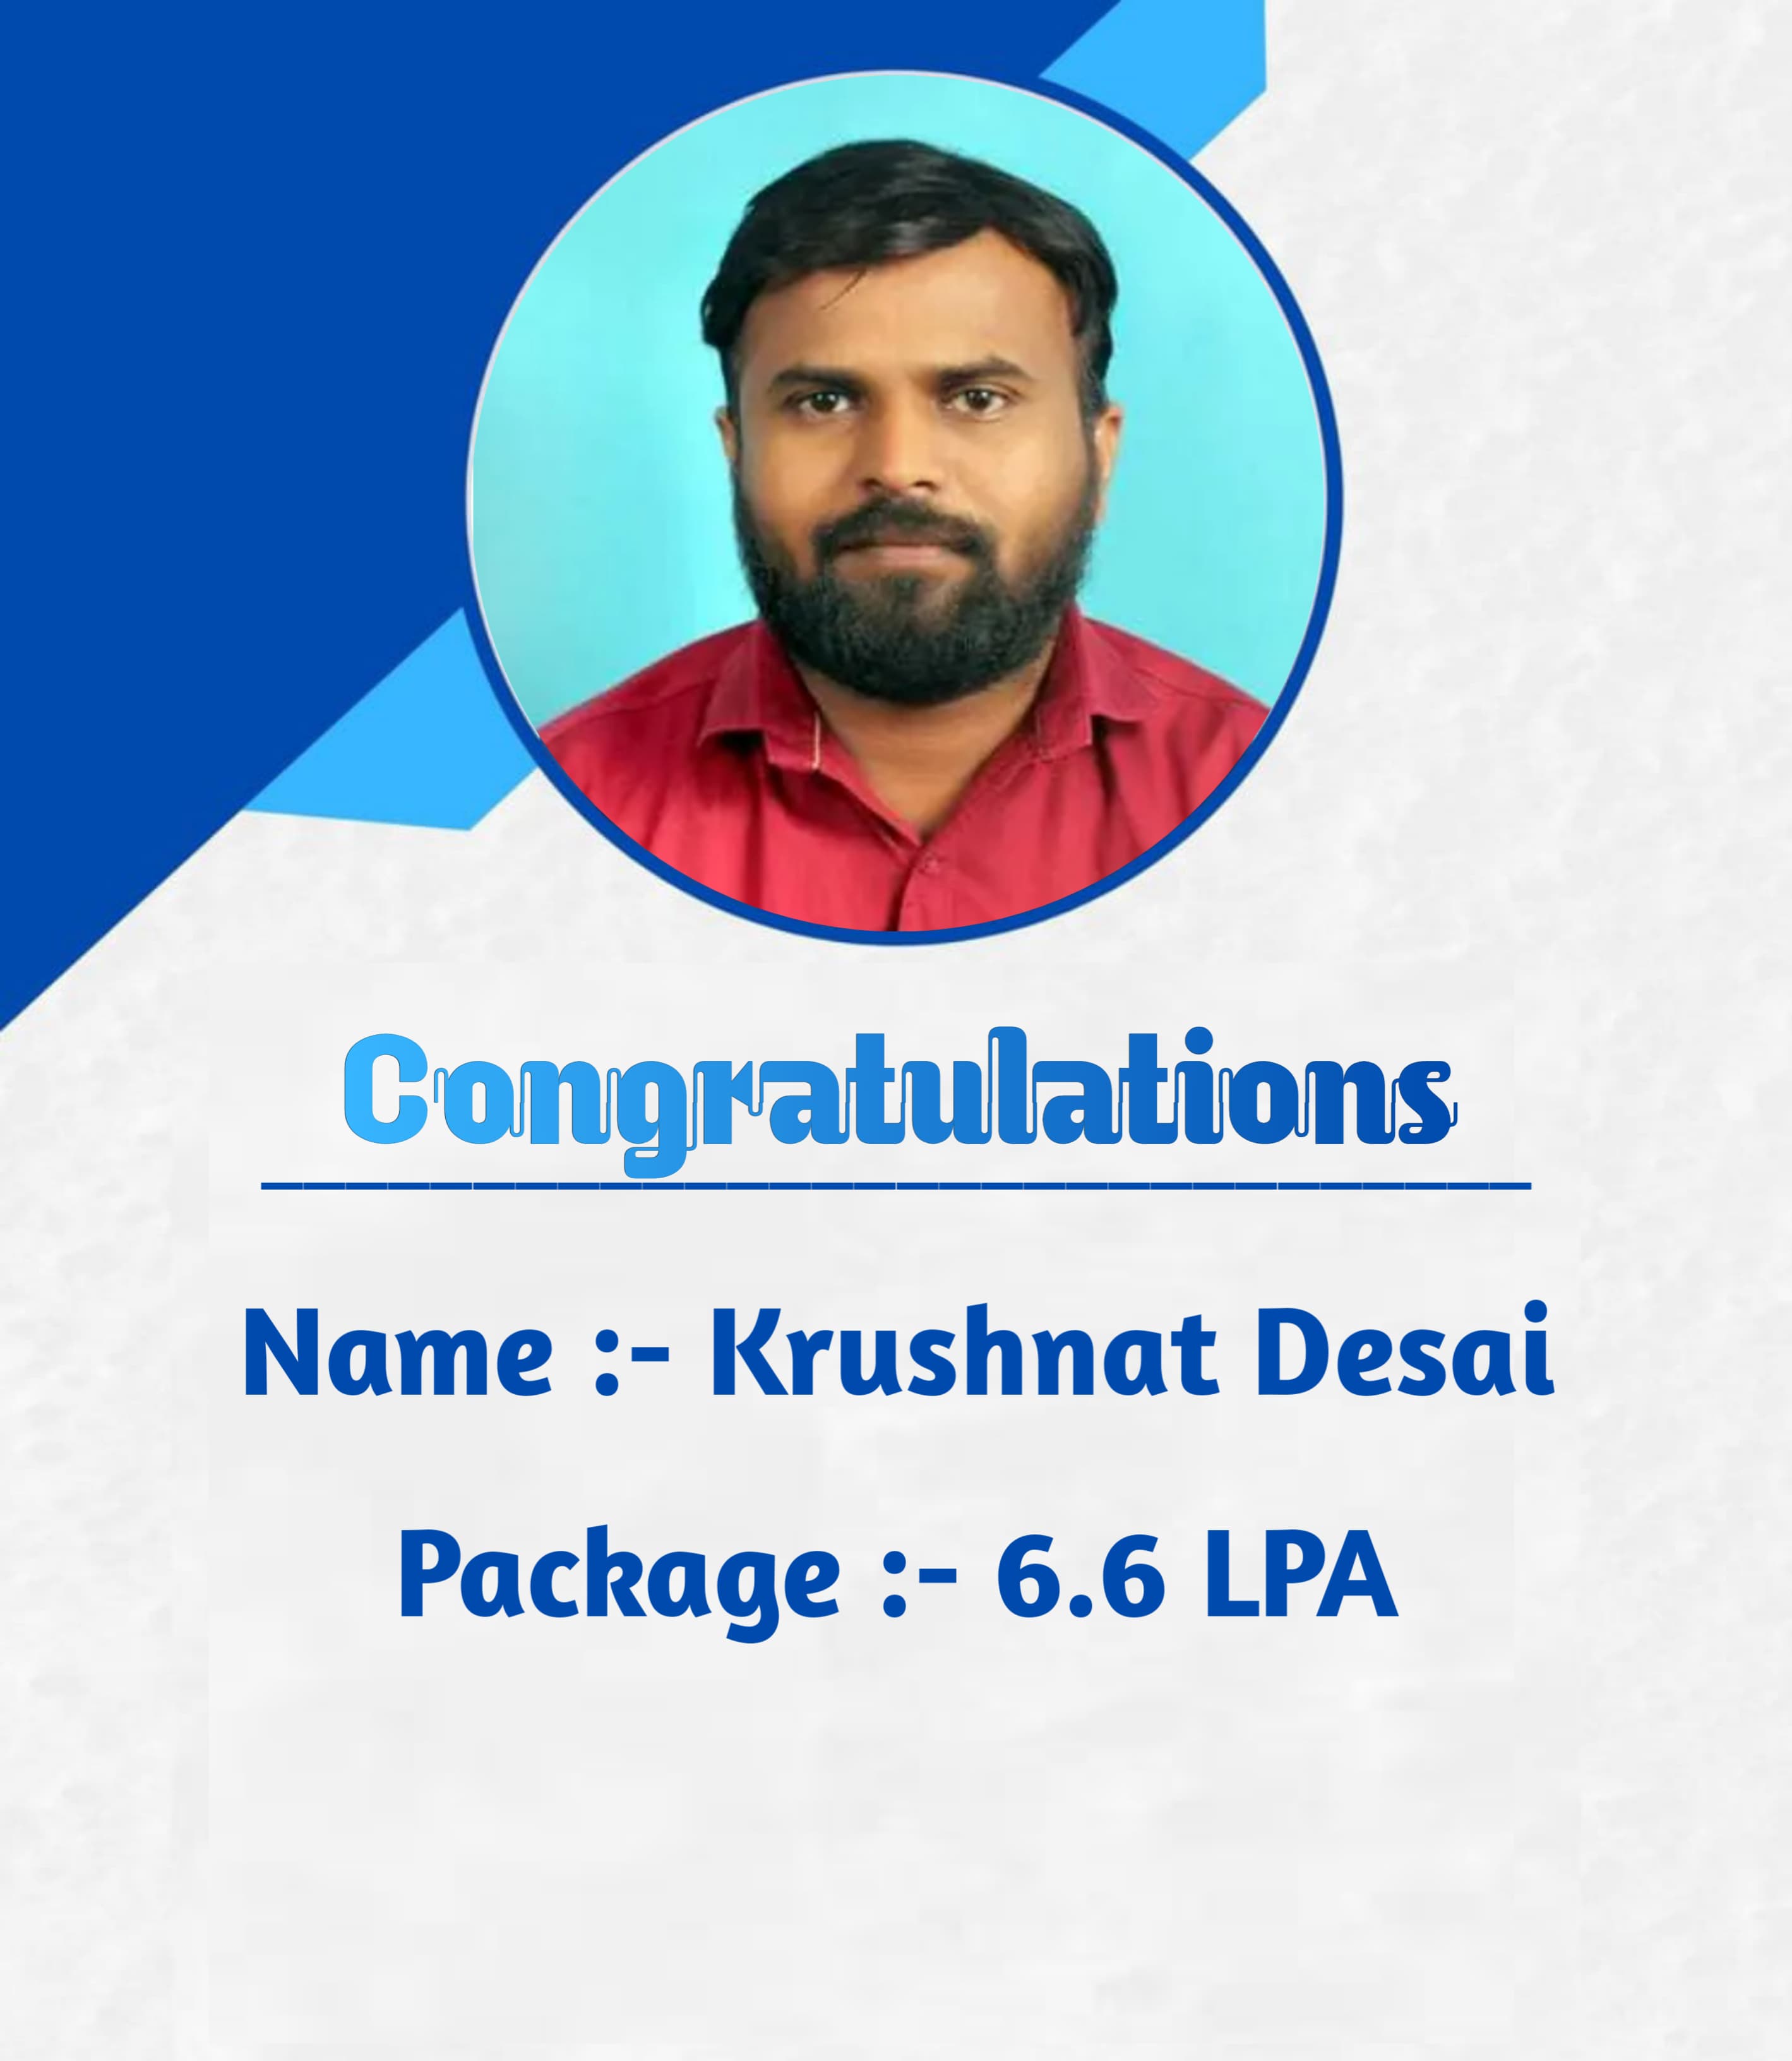 Congratulations
Name :- Krushnat Desai
Package :- 6.6 LPA